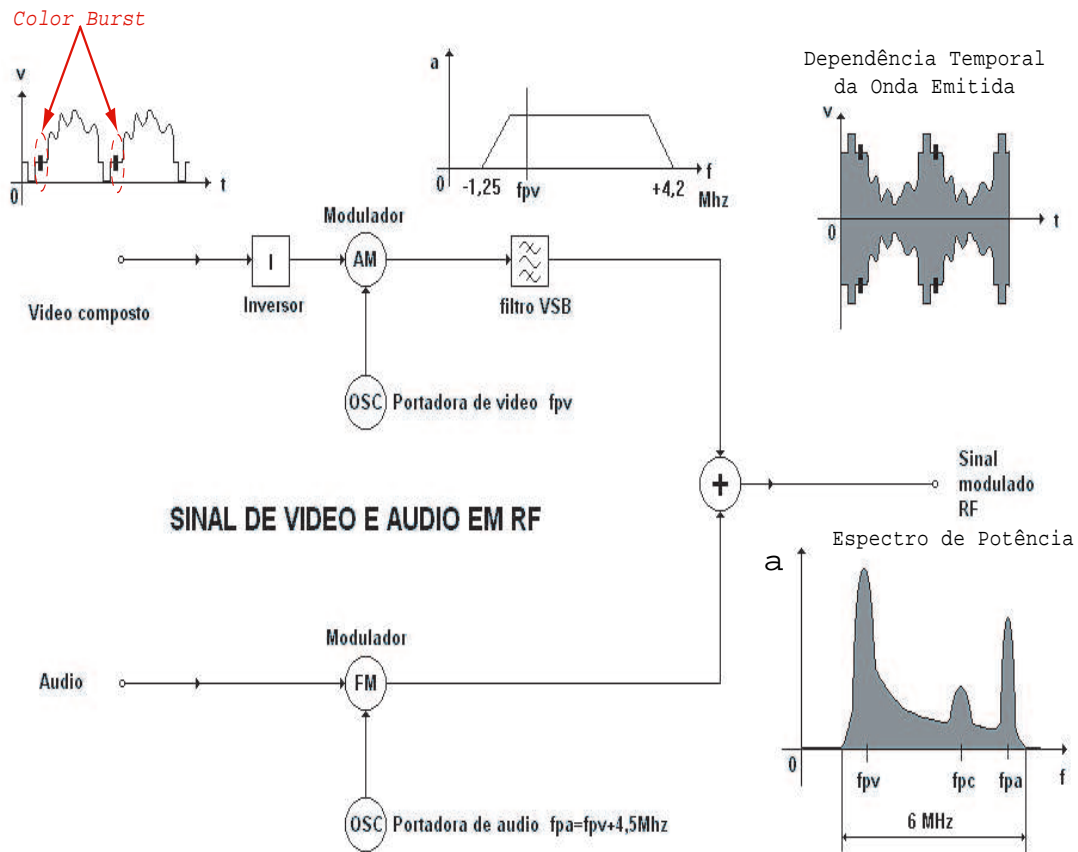 Color Burst
v
0
t
a
0
-1,25
fpv
+4,2
f
Mhz
Dependência Temporal
da Onda Emitida
v
0
t
Modulador
AM
I
Inversor
filtro VSB
Video composto
OSC
Portadora de video fpv
+
Sinal
modulado
RF
SINAL DE VIDEO E AUDIO EM RF
Espectro de Potência
a
0
fpv
fpc
fpa
f
6 MHz
Modulador
Audio
FM
OSC
Portadora de audio fpa=fpv+4,5Mhz